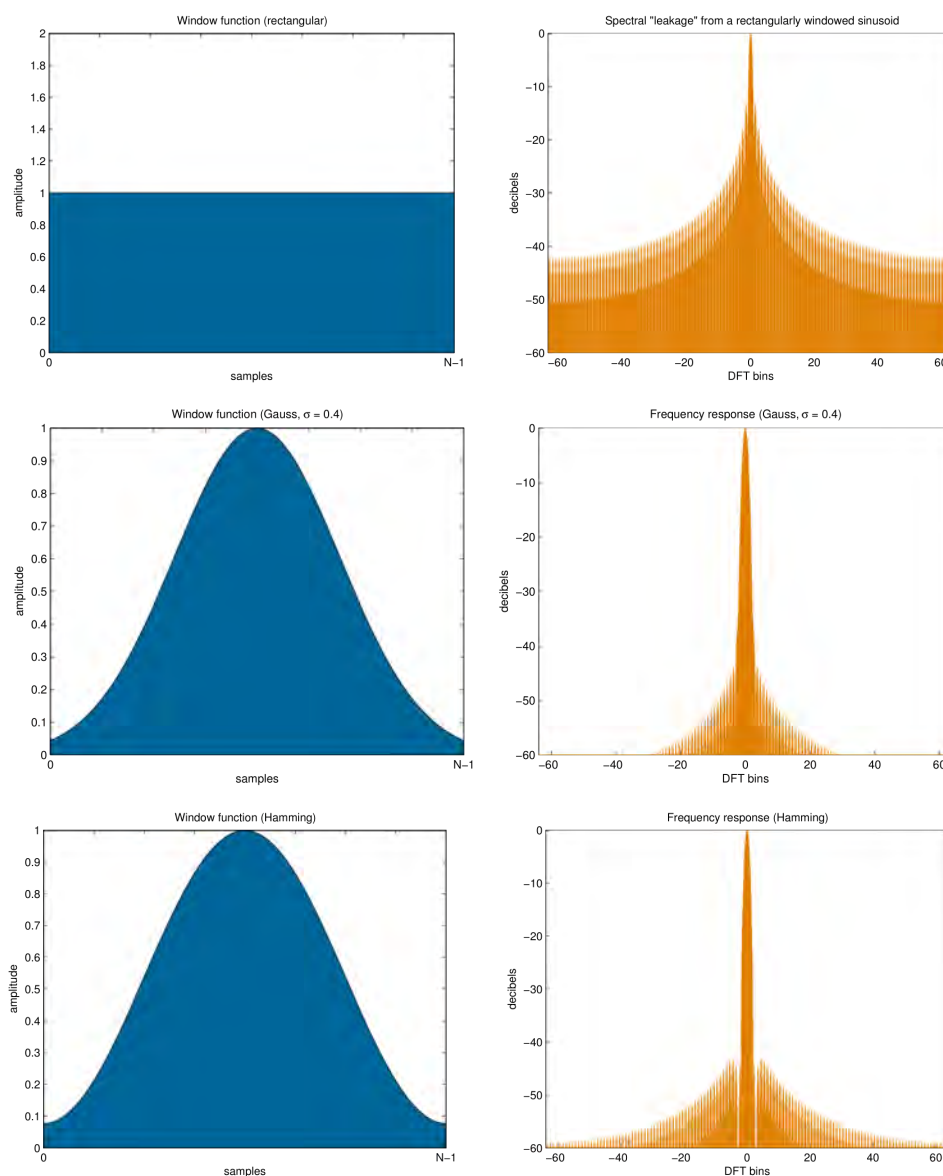 Window function (rectangular)
amplitude
2
1.8
1.6
1.4
1.2
1
0.8
0.6
0.4
0.2
0
0 N−1
samples
Spectral "leakage" from a rectangularly windowed sinusoid
decibels
0
−10
−20
−30
−40
−50
−60
−60 −40 −20 0 20 40 60
DFT bins
Window function (Gauss, σ = 0.4)
amplitude
1
0.9
0.8
0.7
0.6
0.5
0.4
0.3
0.2
0.1
0
0 N−1
samples
Frequency response (Gauss, σ = 0.4)
decibels
0
−10
−20
−30
−40
−50
−60
−60 −40 −20 0 20 40 60
DFT bins
Window function (Hamming)
amplitude
1
0.9
0.8
0.7
0.6
0.5
0.4
0.3
0.2
0.1
0
0 N−1
samples
Frequency response (Hamming)
decibels
0
−10
−20
−30
−40
−50
−60
−60 −40 −20 0 20 40 60
DFT bins